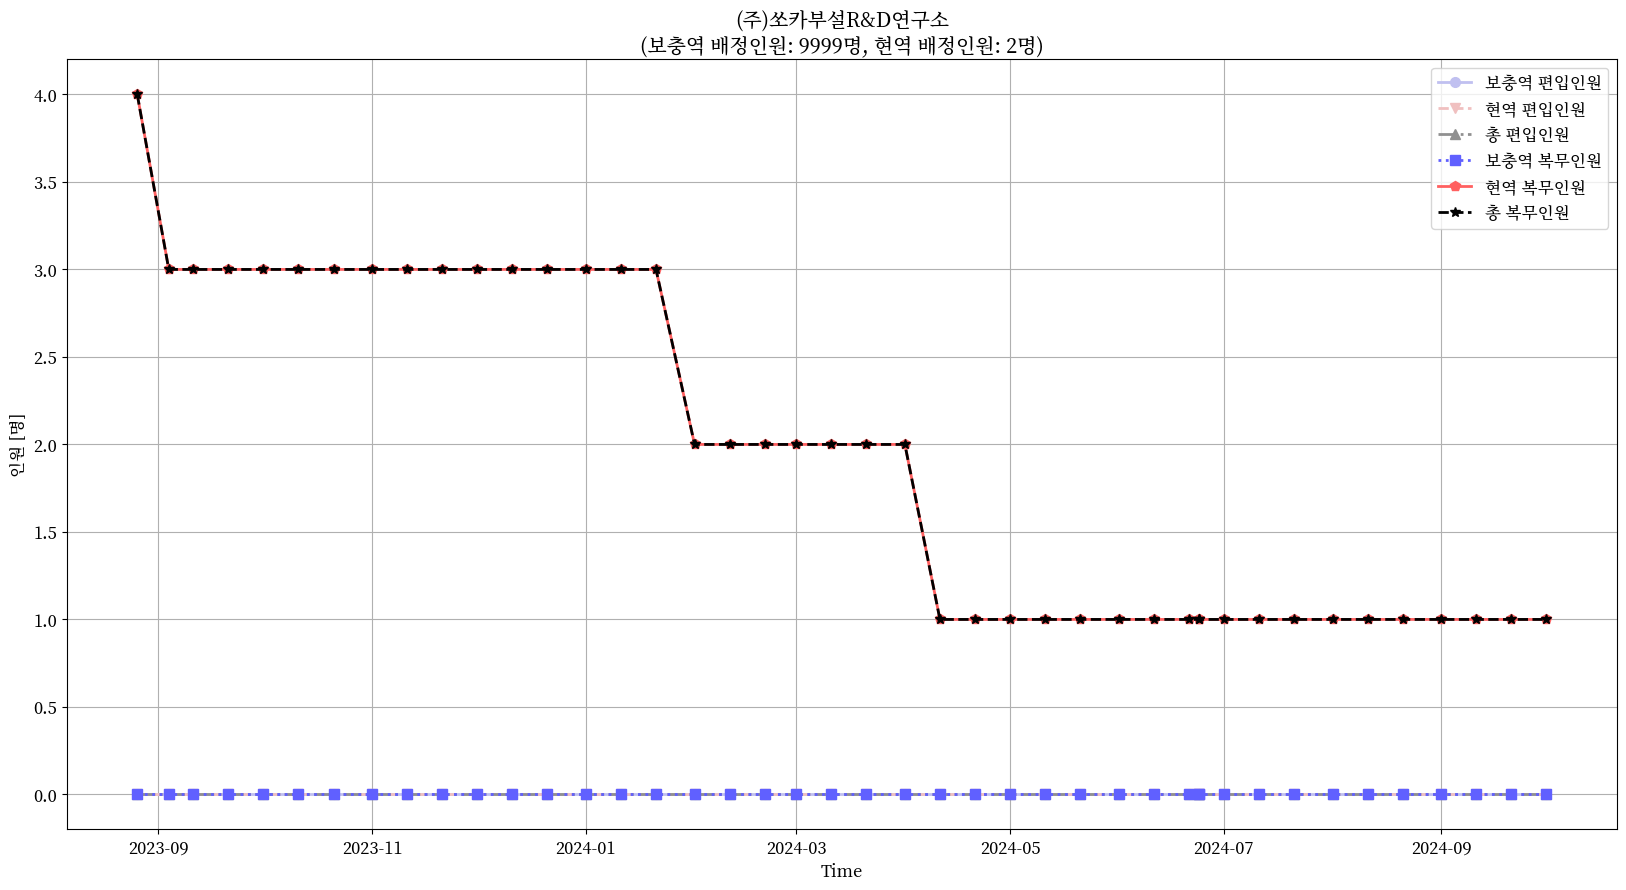 (주)쏘카부설R&D연구소
(보충역 배정인원: 9999명, 현역 배정인원: 2명)
보충역 편입인원
현역 편입인원
총 편입인원
보충역 복무인원
현역 복무인원
총 복무인원
인원 [명]
4.0
3.5
3.0
2.5
2.0
1.5
1.0
0.5
0.0
2023-09 2023-11 2024-01 2024-03 2024-05 2024-07 2024-09
Time